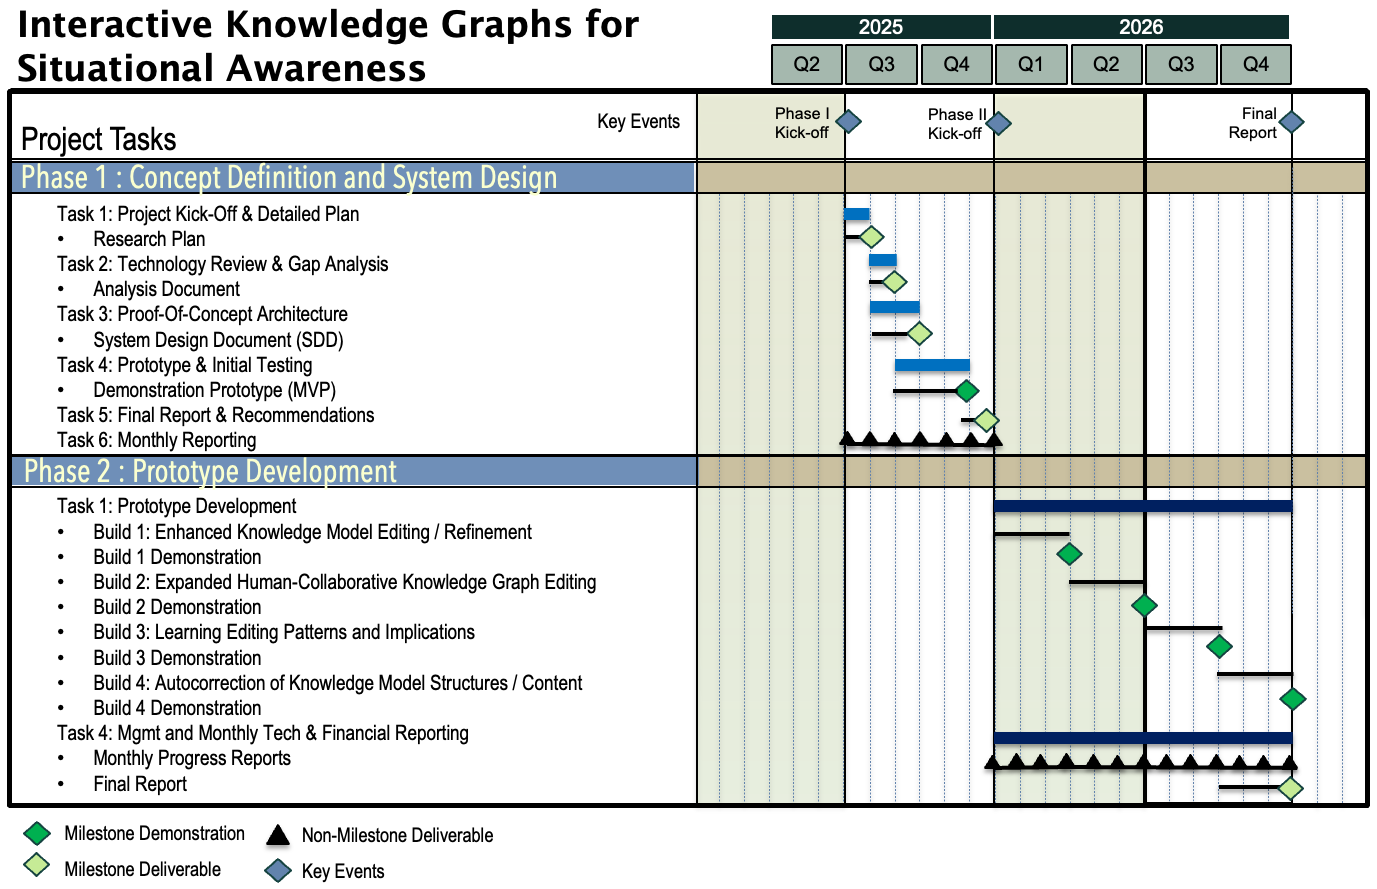 Interactive Knowledge Graphs for
Situational Awareness
2025
2026
Q2
Q3
Q4
Q1
Q2
Q3
Q4
Project Tasks
Key Events
Phase I
Kick-off
Phase II
Kick-off
Final
Report
Phase 1 : Concept Definition and System Design
Task 1: Project Kick-Off & Detailed Plan
• Research Plan
Task 2: Technology Review & Gap Analysis
• Analysis Document
Task 3: Proof-Of-Concept Architecture
• System Design Document (SDD)
Task 4: Prototype & Initial Testing
• Demonstration Prototype (MVP)
Task 5: Final Report & Recommendations
Task 6: Monthly Reporting
Phase 2 : Prototype Development
Task 1: Prototype Development
• Build 1: Enhanced Knowledge Model Editing / Refinement
• Build 1 Demonstration
• Build 2: Expanded Human-Collaborative Knowledge Graph Editing
• Build 2 Demonstration
• Build 3: Learning Editing Patterns and Implications
• Build 3 Demonstration
• Build 4: Autocorrection of Knowledge Model Structures / Content
• Build 4 Demonstration
Task 4: Mgmt and Monthly Tech & Financial Reporting
• Monthly Progress Reports
• Final Report
Milestone Demonstration
Non-Milestone Deliverable
Milestone Deliverable
Key Events